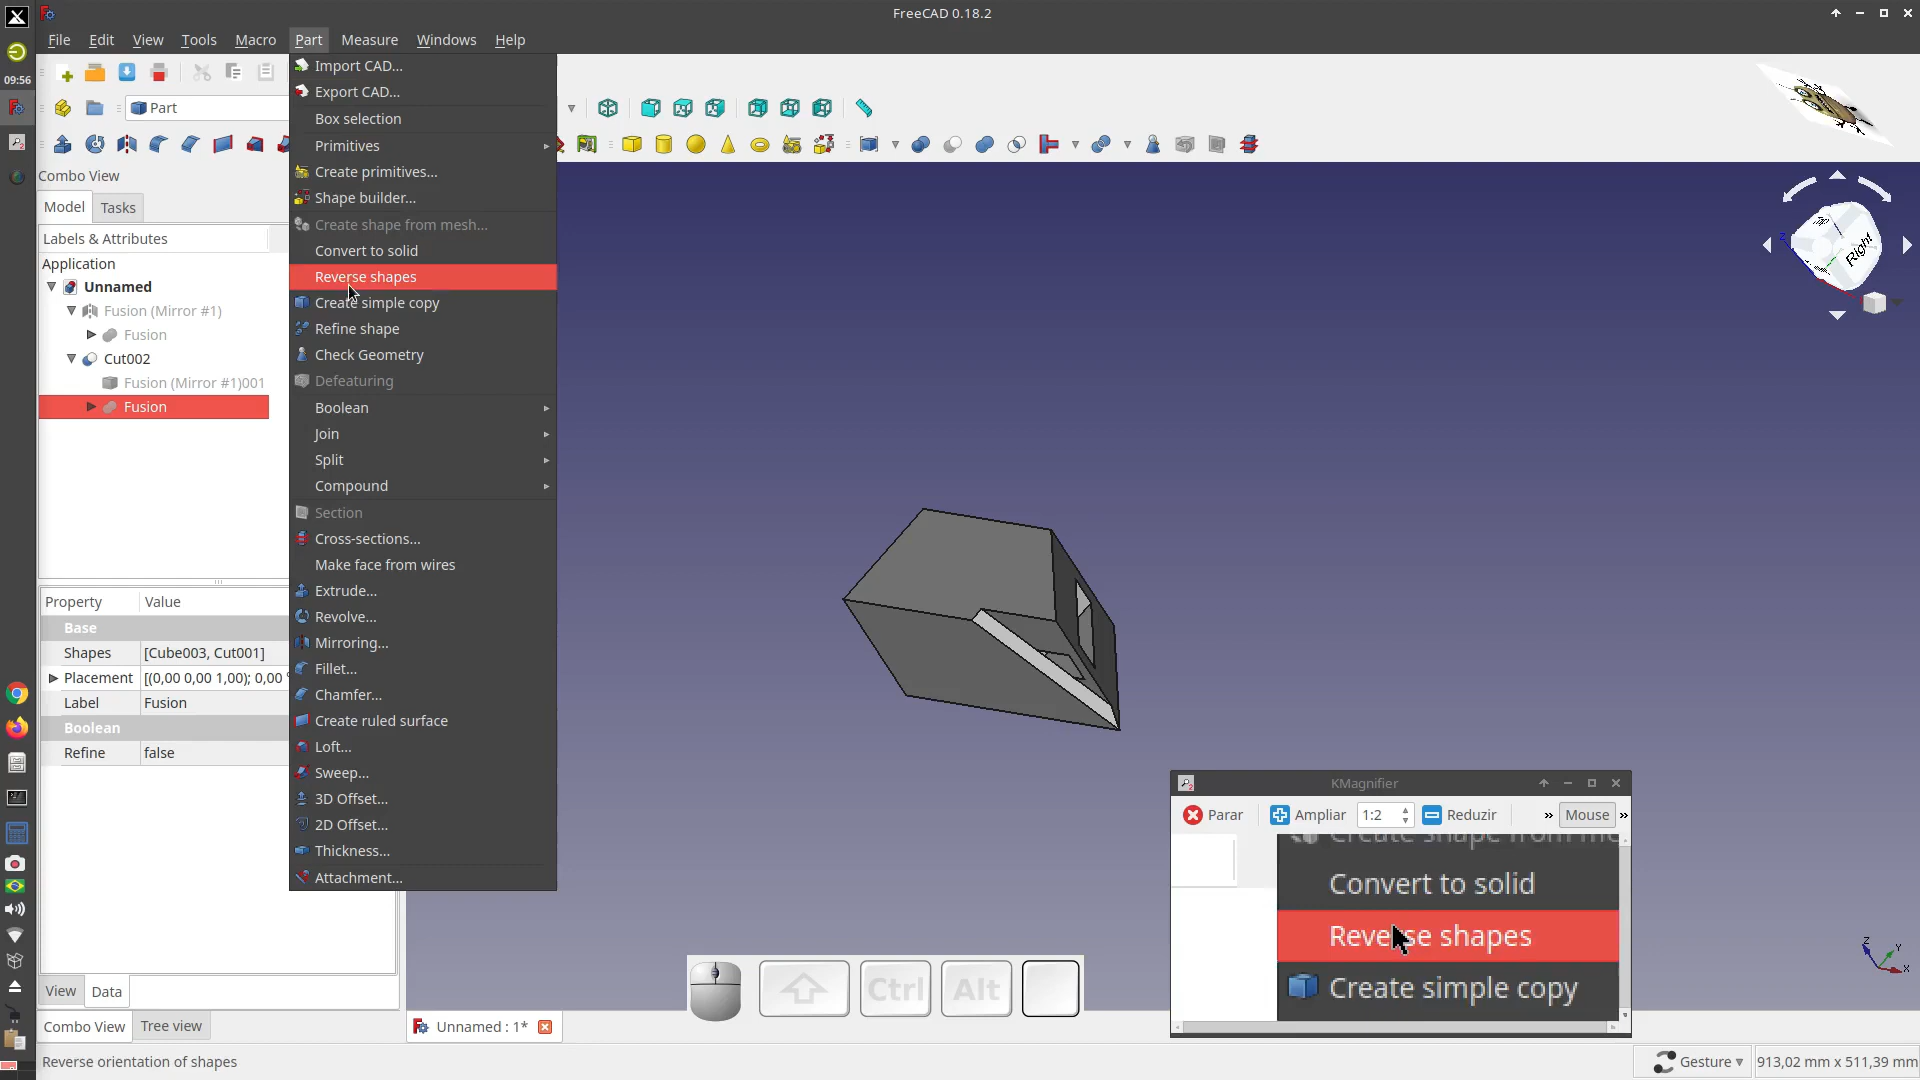 FreeCAD 0.18.2
File Edit View Tools Macro Part Measure Windows Help
09:56
Part
Combo View
Model Tasks
Labels & Attributes
Application
Unnamed
Fusion (Mirror #1)
Fusion
Cut002
Fusion (Mirror #1)001
Fusion
Property Value
Base
Shapes [Cube003, Cut001]
Placement [(0,00 0,00 1,00); 0,00 °
Label Fusion
Boolean
Refine false
View Data
Combo View Tree view
Import CAD...
Export CAD...
Box selection
Primitives
Create primitives...
Shape builder...
Create shape from mesh...
Convert to solid
Reverse shapes
Create simple copy
Refine shape
Check Geometry
Defeaturing
Boolean
Join
Split
Compound
Section
Cross-sections...
Make face from wires
Extrude...
Revolve...
Mirroring...
Fillet...
Chamfer...
Create ruled surface
Loft...
Sweep...
3D Offset...
2D Offset...
Thickness...
Attachment...
Top
Right
Z
KMagnifier
Parar Ampliar 1:2 Reduzir » Mouse »
Create shape from me
Convert to solid
Reverse shapes
Create simple copy
Z Y X
Ctrl Alt
Unnamed : 1*
Reverse orientation of shapes
Gesture 913,02 mm x 511,39 mm